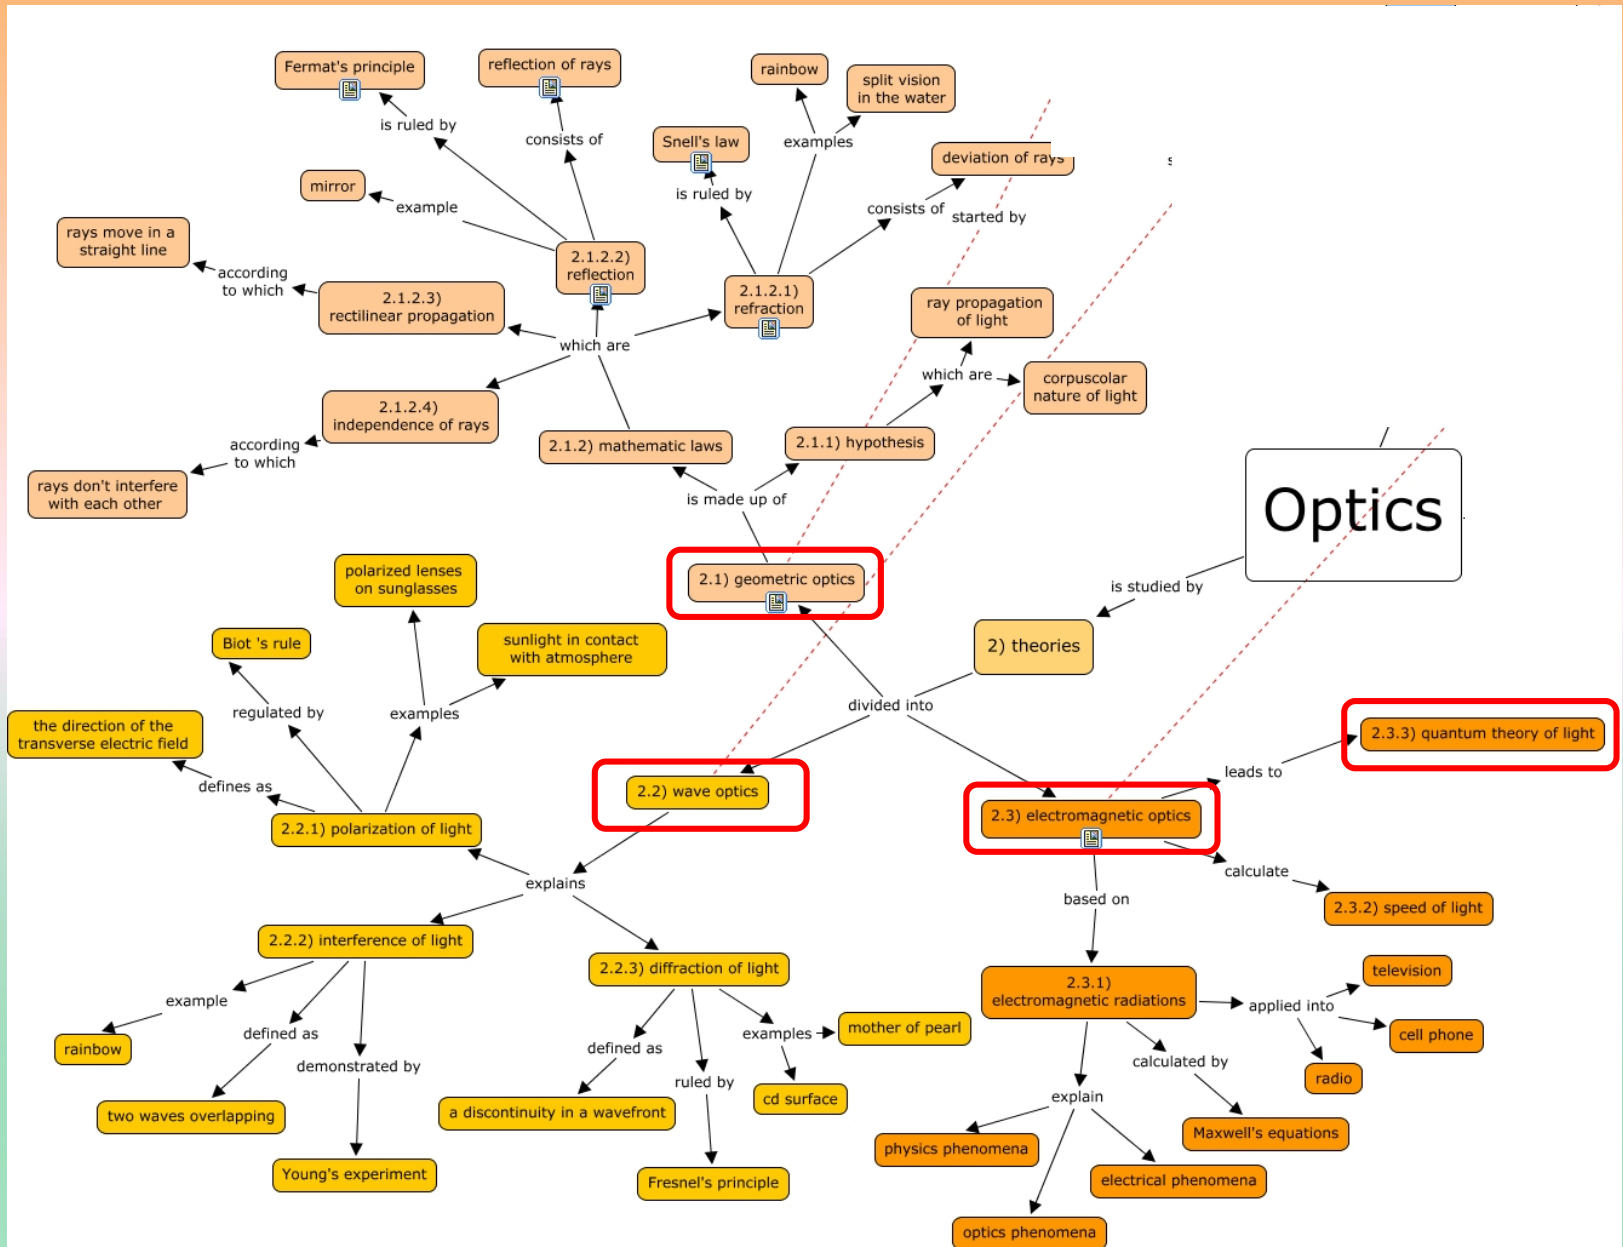 Fermat's principle
reflection of rays
rainbow
split vision
in the water
is ruled by
consists of
Snell's law
examples
deviation of rays
mirror
example
is ruled by
consists of
started by
rays move in a
straight line
according
to which
2.1.2.2)
reflection
2.1.2.3)
rectilinear propagation
2.1.2.1)
refraction
ray propagation
of light
which are
which are
corpuscolar
nature of light
2.1.2.4)
independence of rays
according
to which
2.1.2) mathematic laws
2.1.1) hypothesis
rays don't interfere
with each other
is made up of
Optics
2.1) geometric optics
is studied by
polarized lenses
on sunglasses
Biot 's rule
sunlight in contact
with atmosphere
2) theories
the direction of the
transverse electric field
regulated by
examples
divided into
2.3.3) quantum theory of light
defines as
2.2) wave optics
leads to
2.2.1) polarization of light
2.3) electromagnetic optics
explains
calculate
based on
2.3.2) speed of light
2.2.2) interference of light
2.2.3) diffraction of light
2.3.1)
electromagnetic radiations
television
example
applied into
rainbow
defined as
demonstrated by
defined as
examples
mother of pearl
cell phone
ruled by
calculated by
radio
two waves overlapping
a discontinuity in a wavefront
cd surface
explain
Maxwell's equations
physics phenomena
Young's experiment
Fresnel's principle
electrical phenomena
optics phenomena